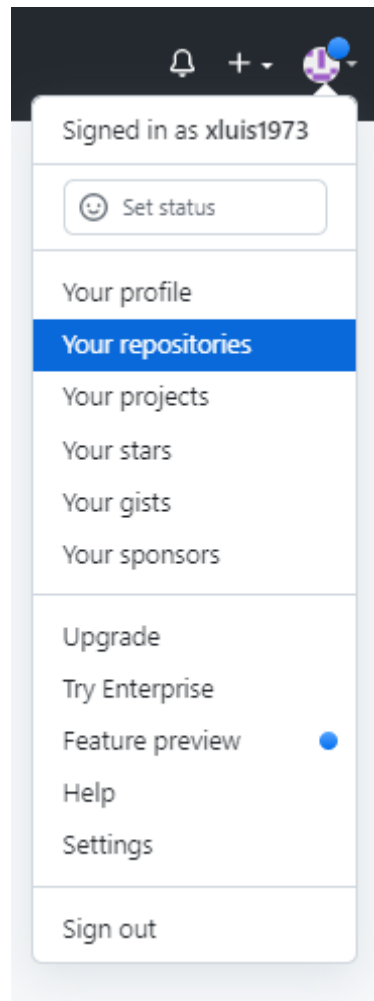 Signed in as xluis1973
Set status
Your profile
Your repositories
Your projects
Your stars
Your gists
Your sponsors
Upgrade
Try Enterprise
Feature preview
Help
Settings
Sign out